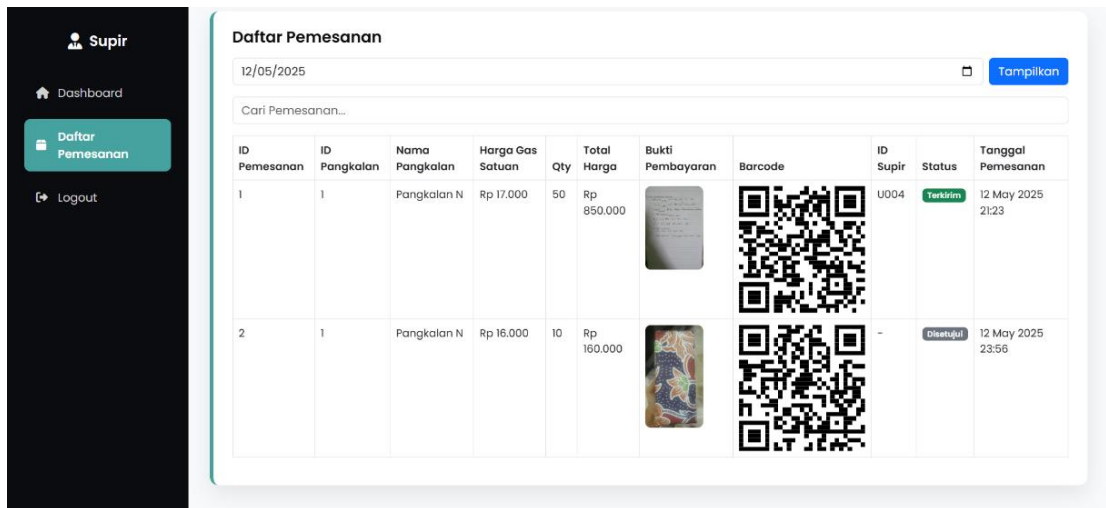 Supir
Dashboard
Daftar
Pemesanan
Logout
Daftar Pemesanan
12/05/2025
Tampilkan
Cari Pemesanan...
ID Pemesanan ID Pangkalan Nama Pangkalan Harga Gas Satuan Qty Total Harga Bukti Pembayaran Barcode ID Supir Status Tanggal Pemesanan
1 1 Pangkalan N Rp 17.000 50 Rp 850.000 U004 Terkirim 12 May 2025 21:23
2 1 Pangkalan N Rp 16.000 10 Rp 160.000 - Disetujui 12 May 2025 23:56